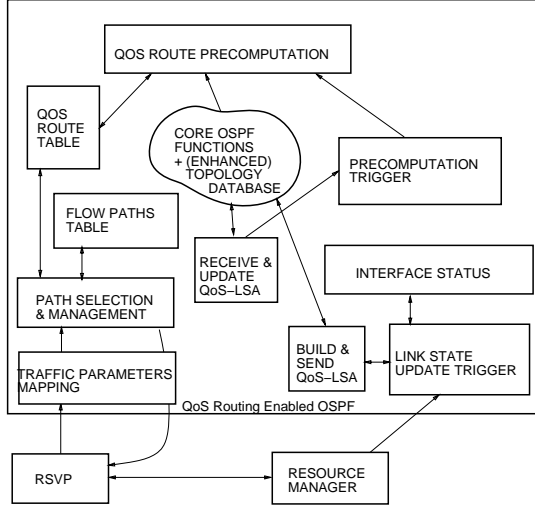 QOS ROUTE PRECOMPUTATION
QOS
ROUTE
TABLE
CORE OSPF
FUNCTIONS
+ (ENHANCED)
TOPOLOGY
DATABASE
PRECOMPUTATION
TRIGGER
FLOW PATHS
TABLE
RECEIVE &
UPDATE
QoS−LSA
INTERFACE STATUS
PATH SELECTION
& MANAGEMENT
BUILD &
SEND
QoS−LSA
LINK STATE
UPDATE TRIGGER
TRAFFIC PARAMETERS
MAPPING
QoS Routing Enabled OSPF
RSVP
RESOURCE
MANAGER